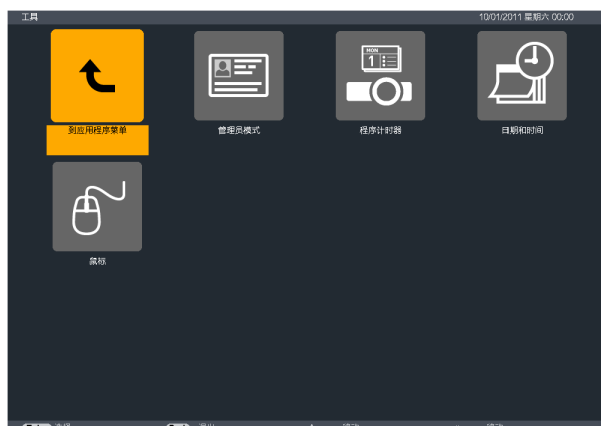 工具
10/01/2011 星期六 00:00
MON
1
到应用程序菜单
管理员模式
程序计时器
日期和时间
鼠标